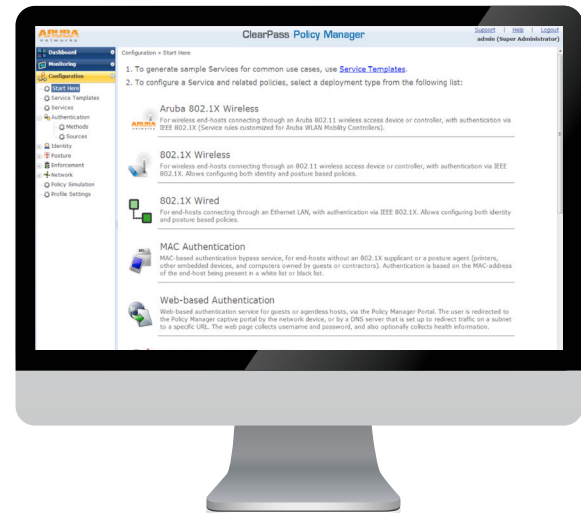 ARUBA
networks
ClearPass Policy Manager
Support | Help | Logout
admin (Super Administrator)
Dashboard
Monitoring
Configuration
Start Here
Service Templates
Services
Authentication
Methods
Sources
Identity
Posture
Enforcement
Network
Policy Simulation
Profile Settings
Configuration » Start Here
1. To generate sample Services for common use cases, use Service Templates.
2. To configure a Service and related policies, select a deployment type from the following list:
ARUBA
networks
Aruba 802.1X Wireless
For wireless end-hosts connecting through an Aruba 802.11 wireless access device or controller, with authentication via
IEEE 802.1X (Service rules customized for Aruba WLAN Mobility Controllers).
802.1X Wireless
For wireless end-hosts connecting through an 802.11 wireless access device or controller, with authentication via IEEE
802.1X. Allows configuring both identity and posture based policies.
802.1X Wired
For end-hosts connecting through an Ethernet LAN, with authentication via IEEE 802.1X. Allows configuring both identity
and posture based policies.
MAC Authentication
MAC-based authentication bypass service, for end-hosts without an 802.1X supplicant or a posture agent (printers,
other embedded devices, and computers owned by guests or contractors). Authentication is based on the MAC-address
of the end-host being present in a white list or black list.
Web-based Authentication
Web-based authentication service for guests or agentless hosts, via the Policy Manager Portal. The user is redirected to
the Policy Manager captive portal by the network device, or by a DNS server that is set up to redirect traffic on a subnet
to a specific URL. The web page collects username and password, and also optionally collects health information.